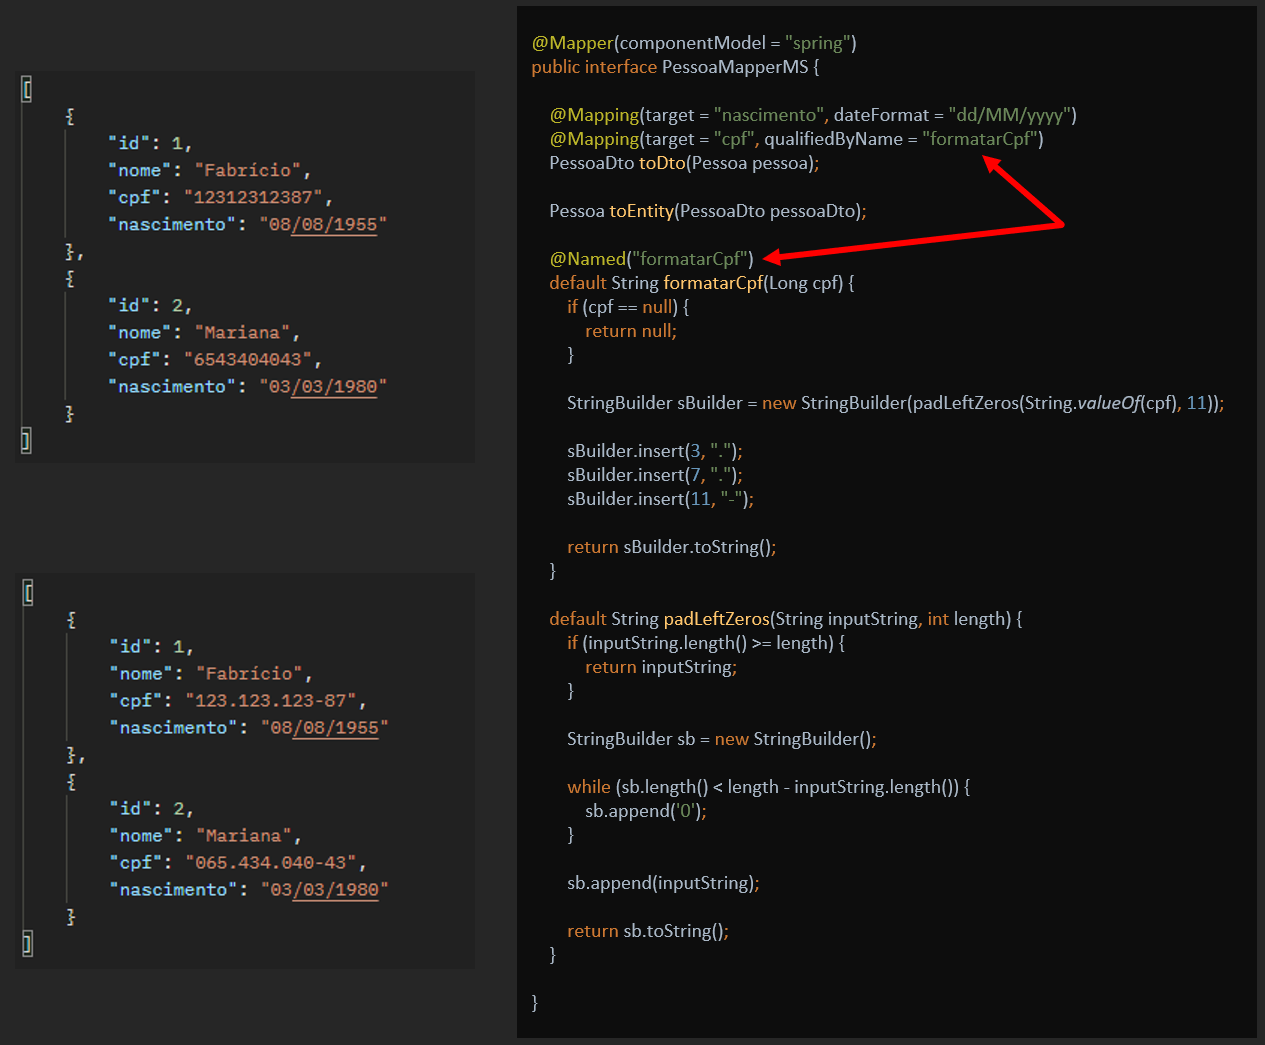 [
{
"id": 1,
"nome": "Fabrício",
"cpf": "12312312387",
"nascimento": "08/08/1955"
},
{
"id": 2,
"nome": "Mariana",
"cpf": "6543404043",
"nascimento": "03/03/1980"
}
]
[
{
"id": 1,
"nome": "Fabrício",
"cpf": "123.123.123-87",
"nascimento": "08/08/1955"
},
{
"id": 2,
"nome": "Mariana",
"cpf": "065.434.040-43",
"nascimento": "03/03/1980"
}
]
@Mapper(componentModel = "spring")
public interface PessoaMapperMS {
@Mapping(target = "nascimento", dateFormat = "dd/MM/yyyy")
@Mapping(target = "cpf", qualifiedByName = "formatarCpf")
PessoaDto toDto(Pessoa pessoa);
Pessoa toEntity(PessoaDto pessoaDto);
@Named("formatarCpf")
default String formatarCpf(Long cpf) {
if (cpf == null) {
return null;
}
StringBuilder sBuilder = new StringBuilder(padLeftZeros(String.valueOf(cpf), 11));
sBuilder.insert(3, ".");
sBuilder.insert(7, ".");
sBuilder.insert(11, "-");
return sBuilder.toString();
}
default String padLeftZeros(String inputString, int length) {
if (inputString.length() >= length) {
return inputString;
}
StringBuilder sb = new StringBuilder();
while (sb.length() < length - inputString.length()) {
sb.append('0');
}
sb.append(inputString);
return sb.toString();
}
}